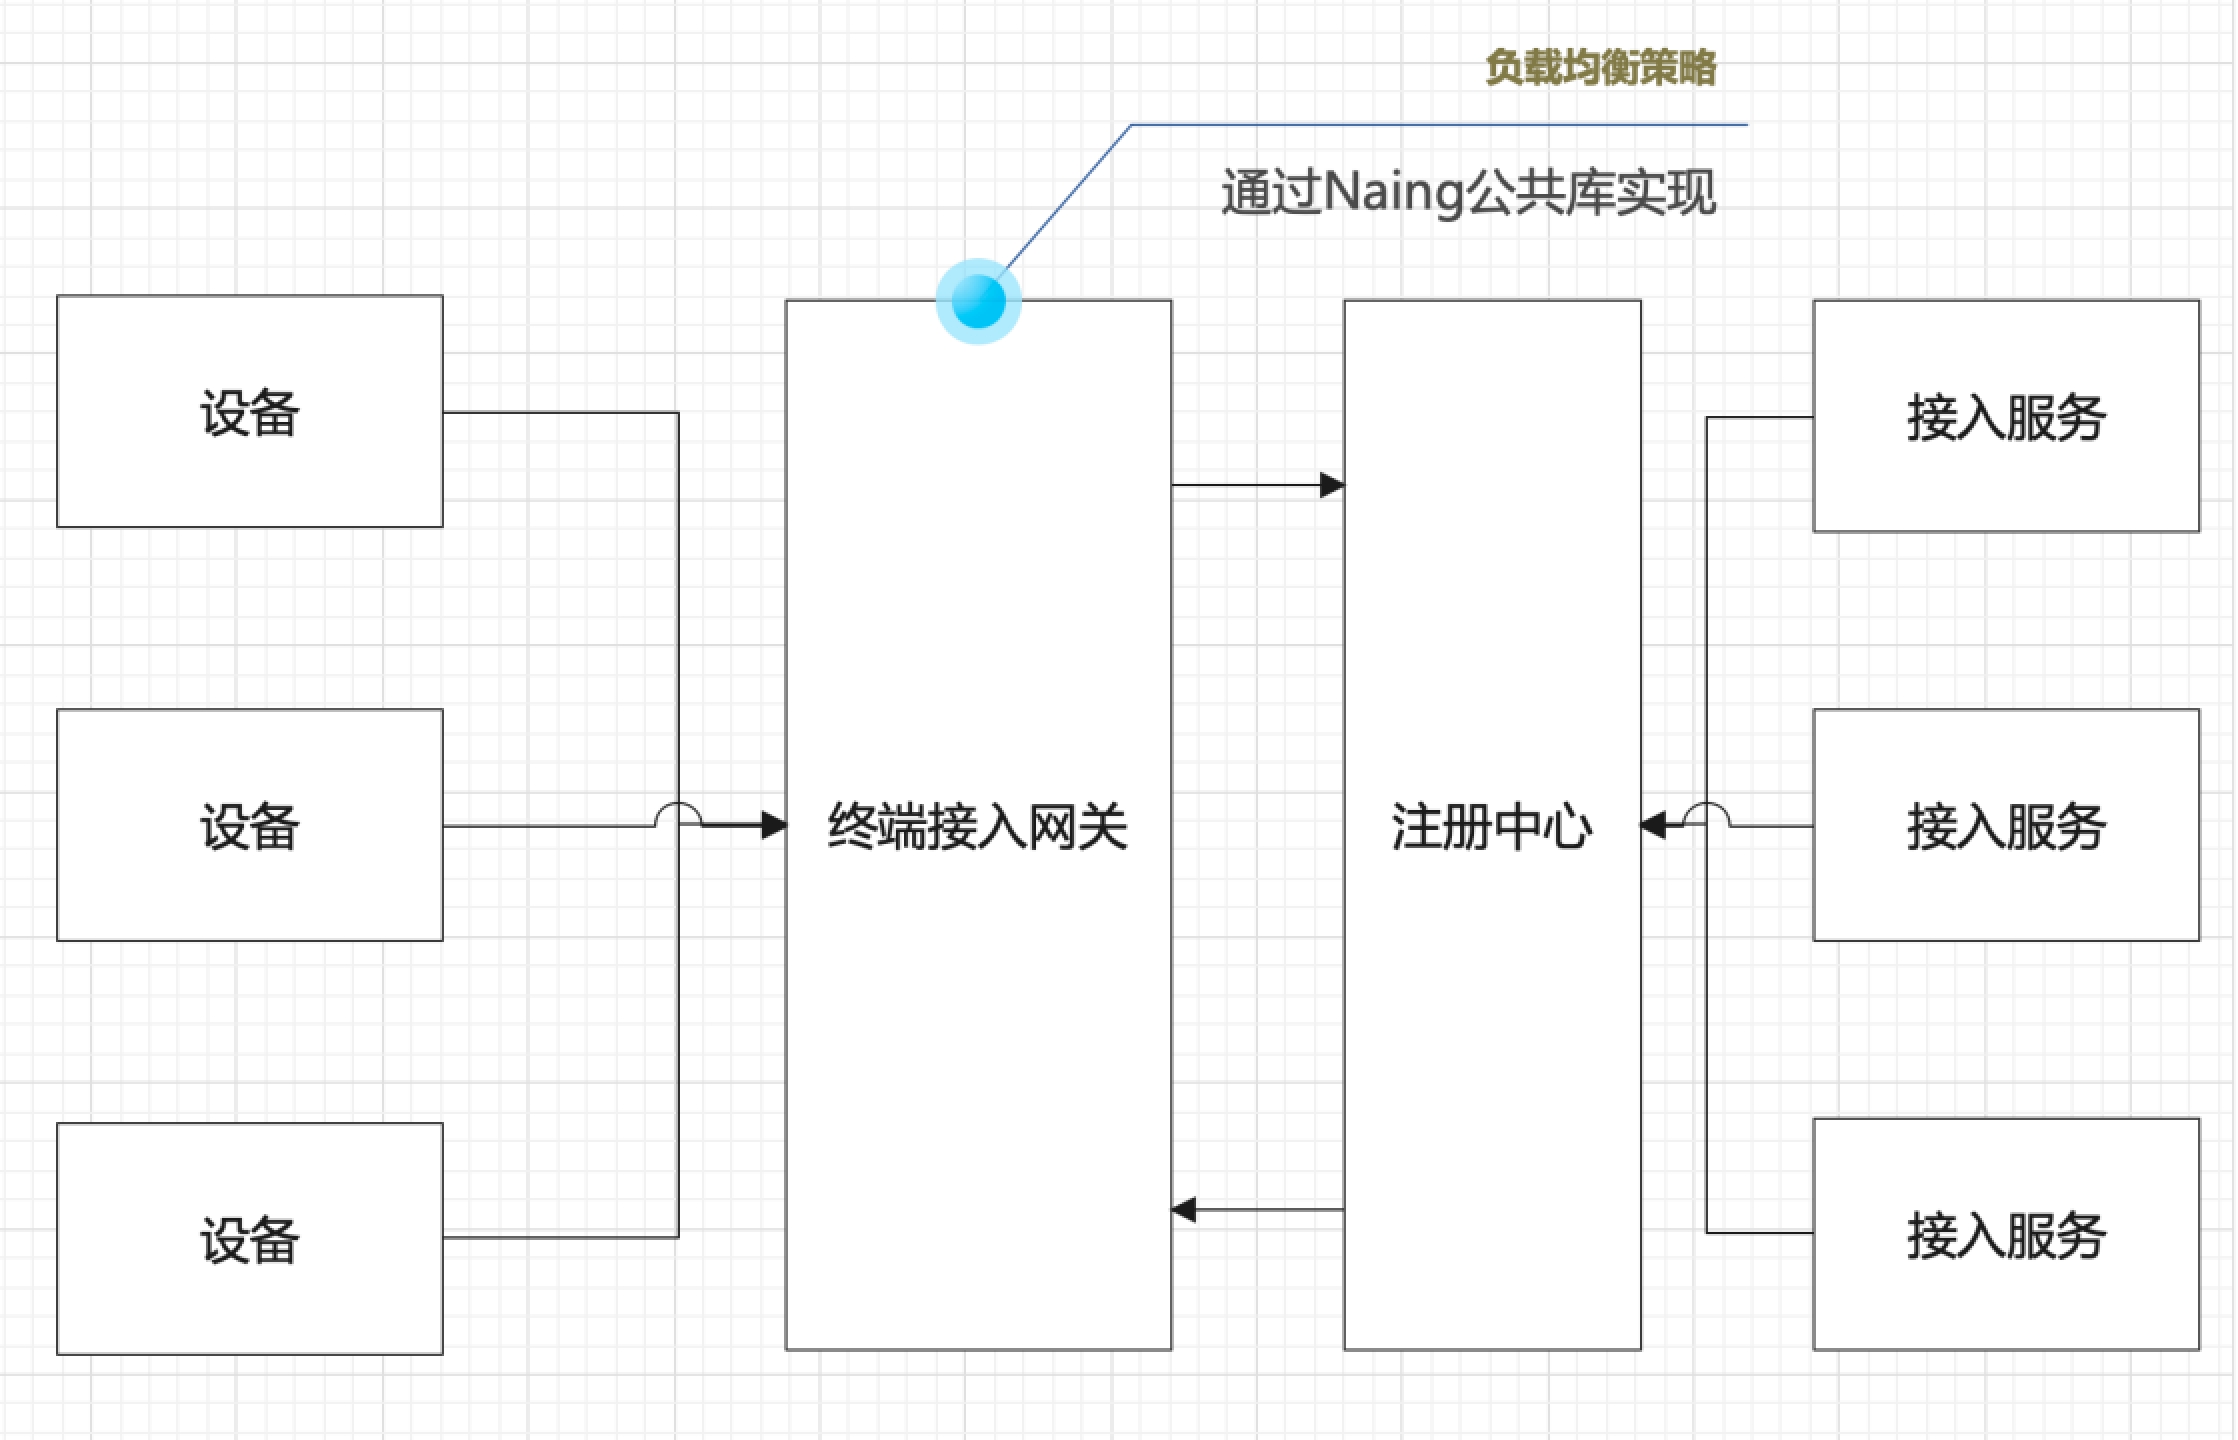 负载均衡策略
通过Naing公共库实现
设备
接入服务
设备
终端接入网关
注册中心
接入服务
设备
接入服务